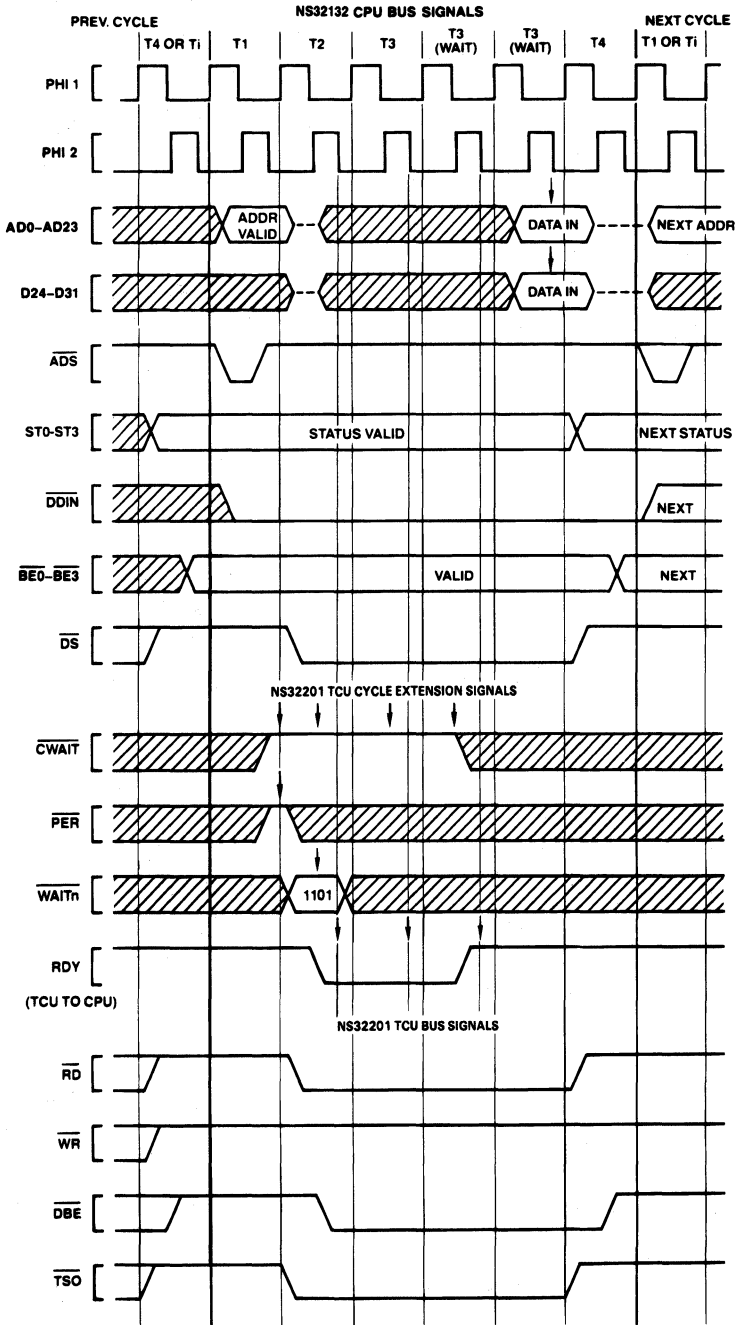 NS32132 CPU BUS SIGNALS
PREV. CYCLE
NEXT CYCLE
T4 OR Ti
T1
T2
T3
T3
(WAIT)
T3
(WAIT)
T4
T1 OR Ti
PHI 1
PHI 2
AD0–AD23
ADDR
VALID
DATA IN
NEXT ADDR
D24–D31
DATA IN
ADS
ST0-ST3
STATUS VALID
NEXT STATUS
DDIN
NEXT
BE0–BE3
VALID
NEXT
DS
NS32201 TCU CYCLE EXTENSION SIGNALS
CWAIT
PER
WAITn
1101
RDY
(TCU TO CPU)
NS32201 TCU BUS SIGNALS
RD
WR
DBE
TSO